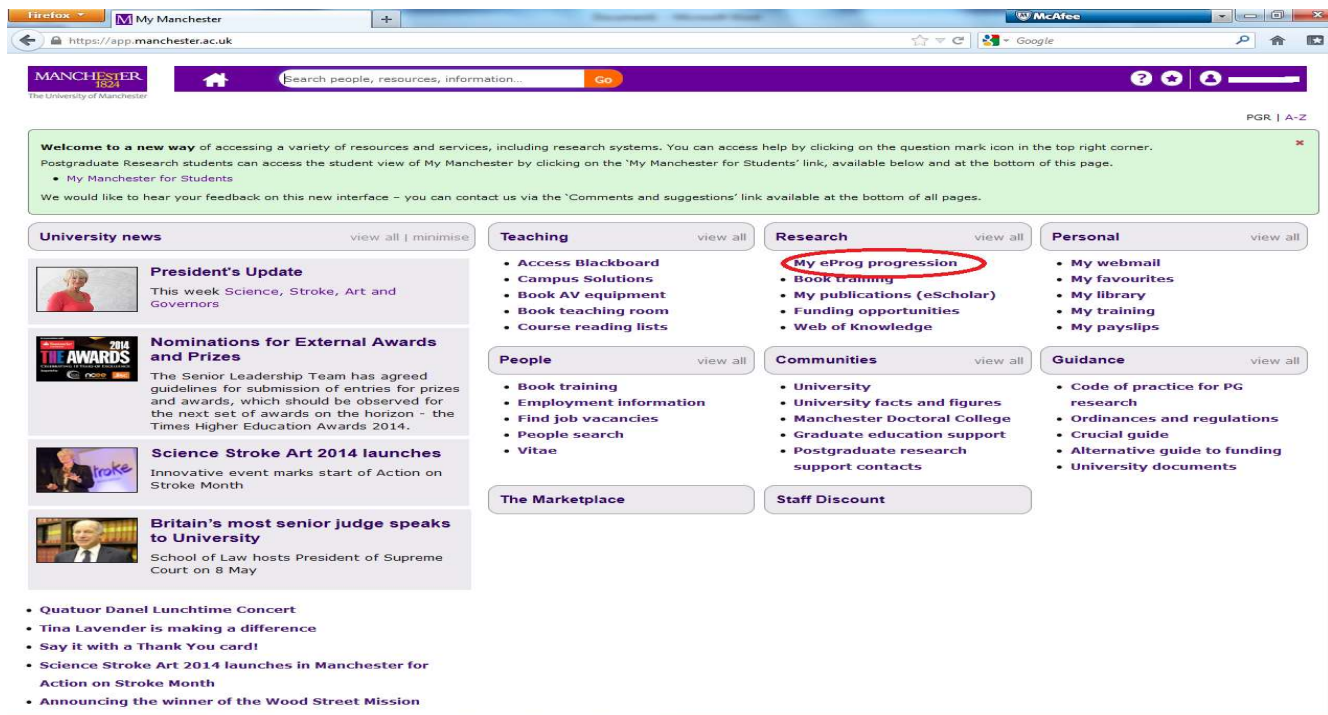 Firefox
My Manchester
McAfee
https://app.manchester.ac.uk
Google
MANCHESTER
1824
The University of Manchester
Search people, resources, information...
Go
PGR | A-Z
Welcome to a new way of accessing a variety of resources and services, including research systems. You can access help by clicking on the question mark icon in the top right corner.
Postgraduate Research students can access the student view of My Manchester by clicking on the 'My Manchester for Students' link, available below and at the bottom of this page.
• My Manchester for Students
We would like to hear your feedback on this new interface – you can contact us via the 'Comments and suggestions' link available at the bottom of all pages.
University news
view all | minimise
President's Update
This week Science, Stroke, Art and
Governors
2014
THE AWARDS
Nominations for External Awards
and Prizes
The Senior Leadership Team has agreed
guidelines for submission of entries for prizes
and awards, which should be observed for
the next set of awards on the horizon - the
Times Higher Education Awards 2014.
troke
Science Stroke Art 2014 launches
Innovative event marks start of Action on
Stroke Month
Britain's most senior judge speaks
to University
School of Law hosts President of Supreme
Court on 8 May
• Quatuor Danel Lunchtime Concert
• Tina Lavender is making a difference
• Say it with a Thank You card!
• Science Stroke Art 2014 launches in Manchester for
Action on Stroke Month
• Announcing the winner of the Wood Street Mission
Teaching
view all
• Access Blackboard
• Campus Solutions
• Book AV equipment
• Book teaching room
• Course reading lists
Research
view all
• My eProg progression
• Book training
• My publications (eScholar)
• Funding opportunities
• Web of Knowledge
Personal
view all
• My webmail
• My favourites
• My library
• My training
• My payslips
People
view all
• Book training
• Employment information
• Find job vacancies
• People search
• Vitae
Communities
view all
• University
• University facts and figures
• Manchester Doctoral College
• Graduate education support
• Postgraduate research
support contacts
Guidance
view all
• Code of practice for PG
research
• Ordinances and regulations
• Crucial guide
• Alternative guide to funding
• University documents
The Marketplace
Staff Discount